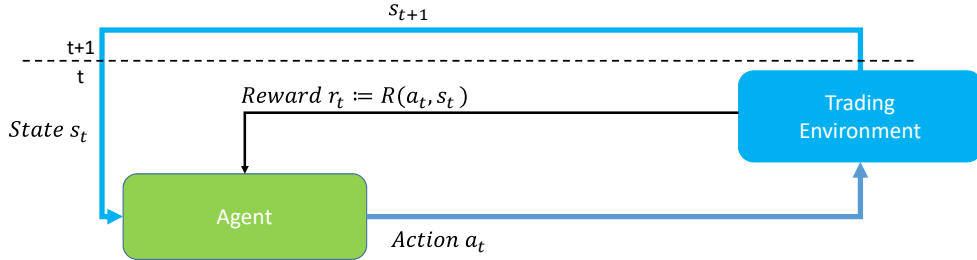 s_{t+1}
t+1
t
Reward r_t ≔ R(a_t, s_t)
State s_t
Trading
Environment
Agent
Action a_t